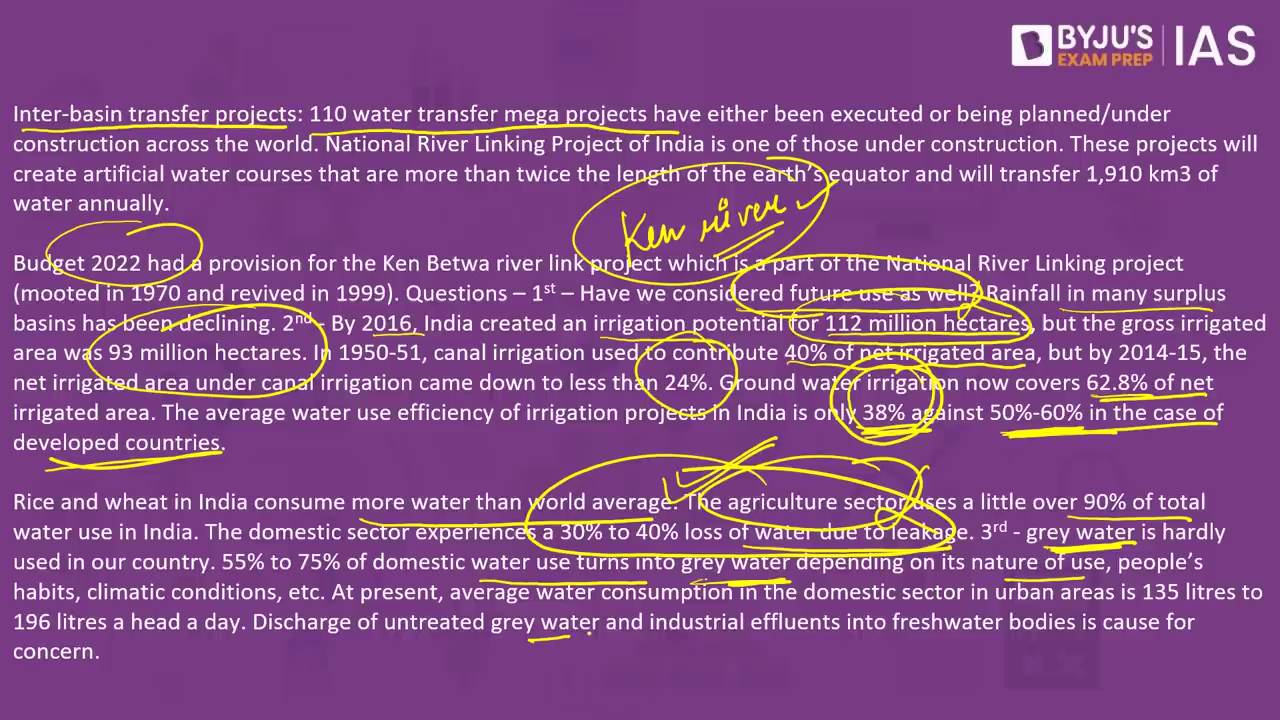 BYJU'S
EXAM PREP
IAS
Inter-basin transfer projects: 110 water transfer mega projects have either been executed or being planned/under
construction across the world. National River Linking Project of India is one of those under construction. These projects will
create artificial water courses that are more than twice the length of the earth's equator and will transfer 1,910 km3 of
water annually.
Ken river
Budget 2022 had a provision for the Ken Betwa river link project which is a part of the National River Linking project
(mooted in 1970 and revived in 1999). Questions – 1st – Have we considered future use as well? Rainfall in many surplus
basins has been declining. 2nd - By 2016, India created an irrigation potential for 112 million hectares, but the gross irrigated
area was 93 million hectares. In 1950-51, canal irrigation used to contribute 40% of net irrigated area, but by 2014-15, the
net irrigated area under canal irrigation came down to less than 24%. Ground water irrigation now covers 62.8% of net
irrigated area. The average water use efficiency of irrigation projects in India is only 38% against 50%-60% in the case of
developed countries.
Rice and wheat in India consume more water than world average. The agriculture sector uses a little over 90% of total
water use in India. The domestic sector experiences a 30% to 40% loss of water due to leakage. 3rd - grey water is hardly
used in our country. 55% to 75% of domestic water use turns into grey water depending on its nature of use, people's
habits, climatic conditions, etc. At present, average water consumption in the domestic sector in urban areas is 135 litres to
196 litres a head a day. Discharge of untreated grey water and industrial effluents into freshwater bodies is cause for
concern.